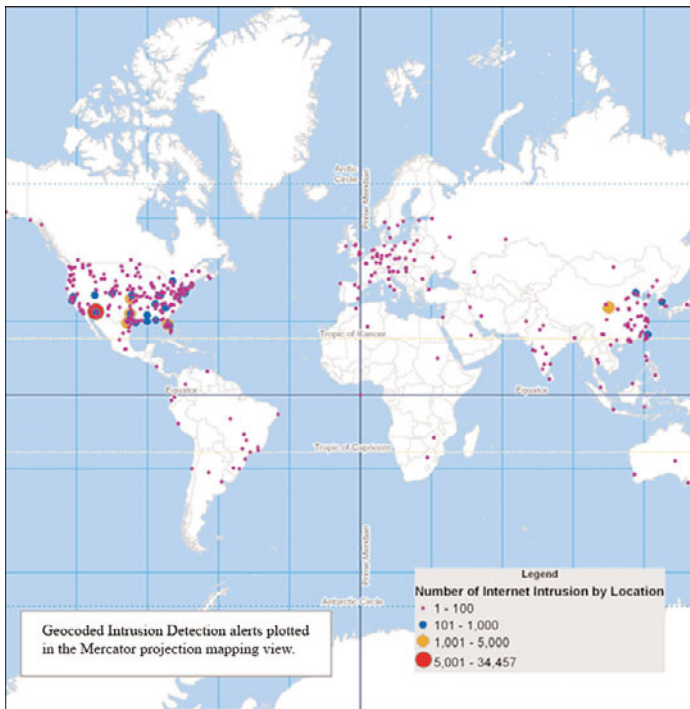 Arctic
Circle
Prime Meridian
Tropic of Cancer
Equator
Equator
Tropic of Capricorn
Prime Meridian
Antarctic Circle
Legend
Number of Internet Intrusion by Location
1 - 100
101 - 1,000
1,001 - 5,000
5,001 - 34,457
Geocoded Intrusion Detection alerts plotted
in the Mercator projection mapping view.